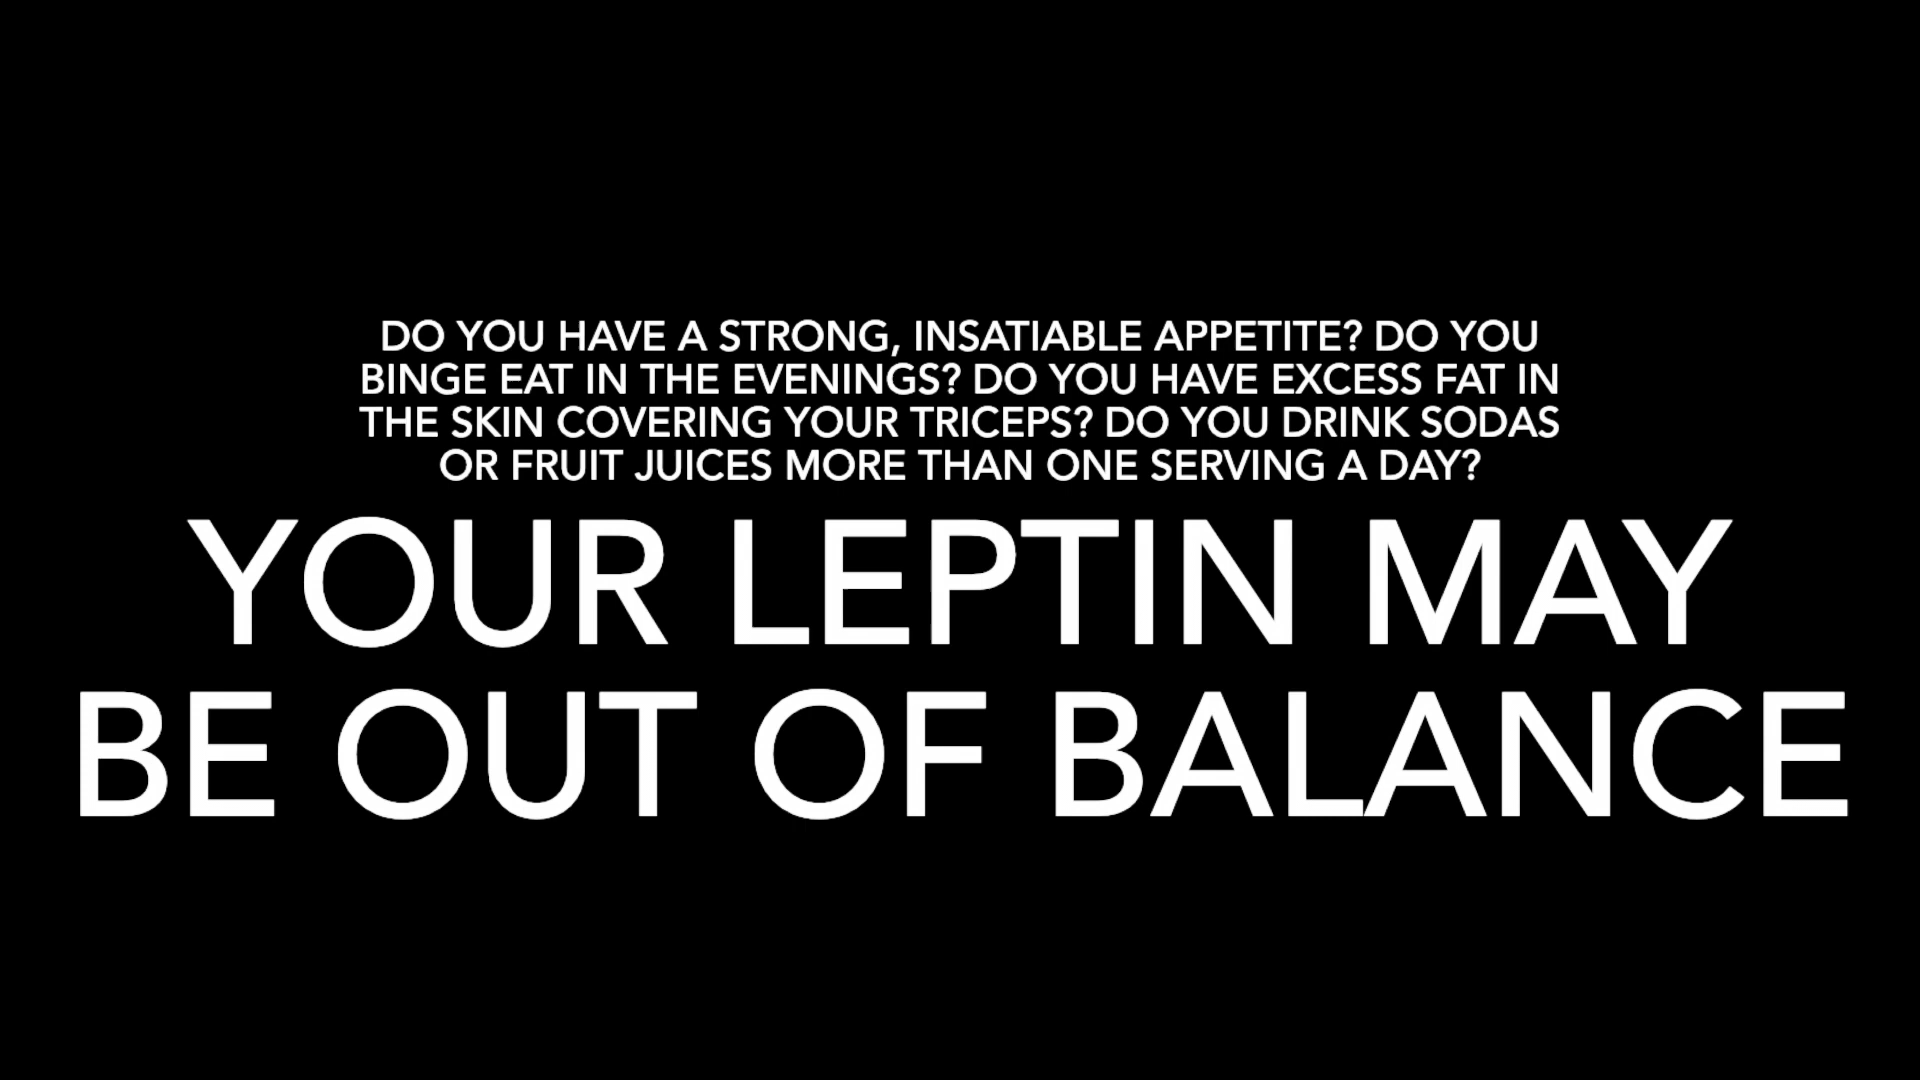 DO YOU HAVE A STRONG, INSATIABLE APPETITE? DO YOU
BINGE EAT IN THE EVENINGS? DO YOU HAVE EXCESS FAT IN
THE SKIN COVERING YOUR TRICEPS? DO YOU DRINK SODAS
OR FRUIT JUICES MORE THAN ONE SERVING A DAY?
YOUR LEPTIN MAY
BE OUT OF BALANCE